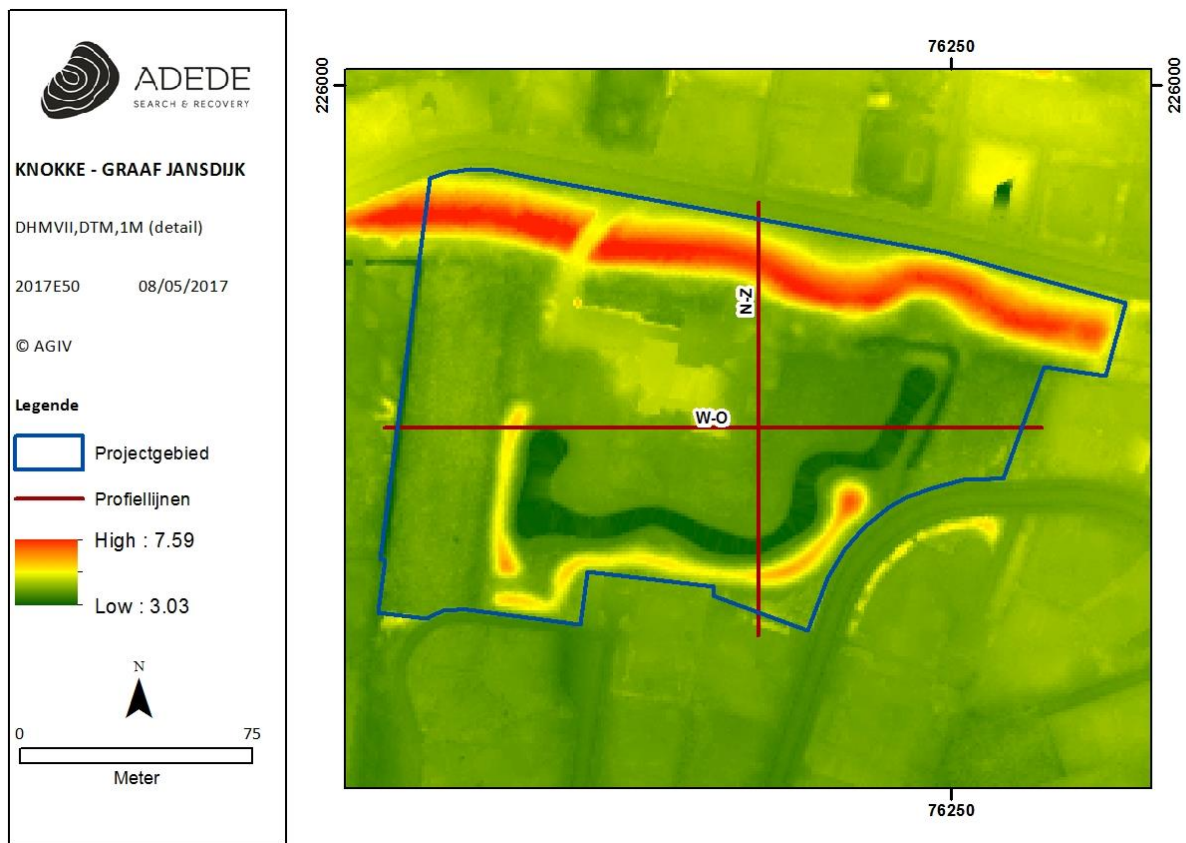 ADEDE
SEARCH & RECOVERY
KNOKKE - GRAAF JANSDIJK
DHMVII,DTM,1M (detail)
2017E50 08/05/2017
© AGIV
Legende
Projectgebied
Profiellijnen
High : 7.59
Low : 3.03
N
0 75
Meter
76250
226000
226000
N-Z
W-O
76250